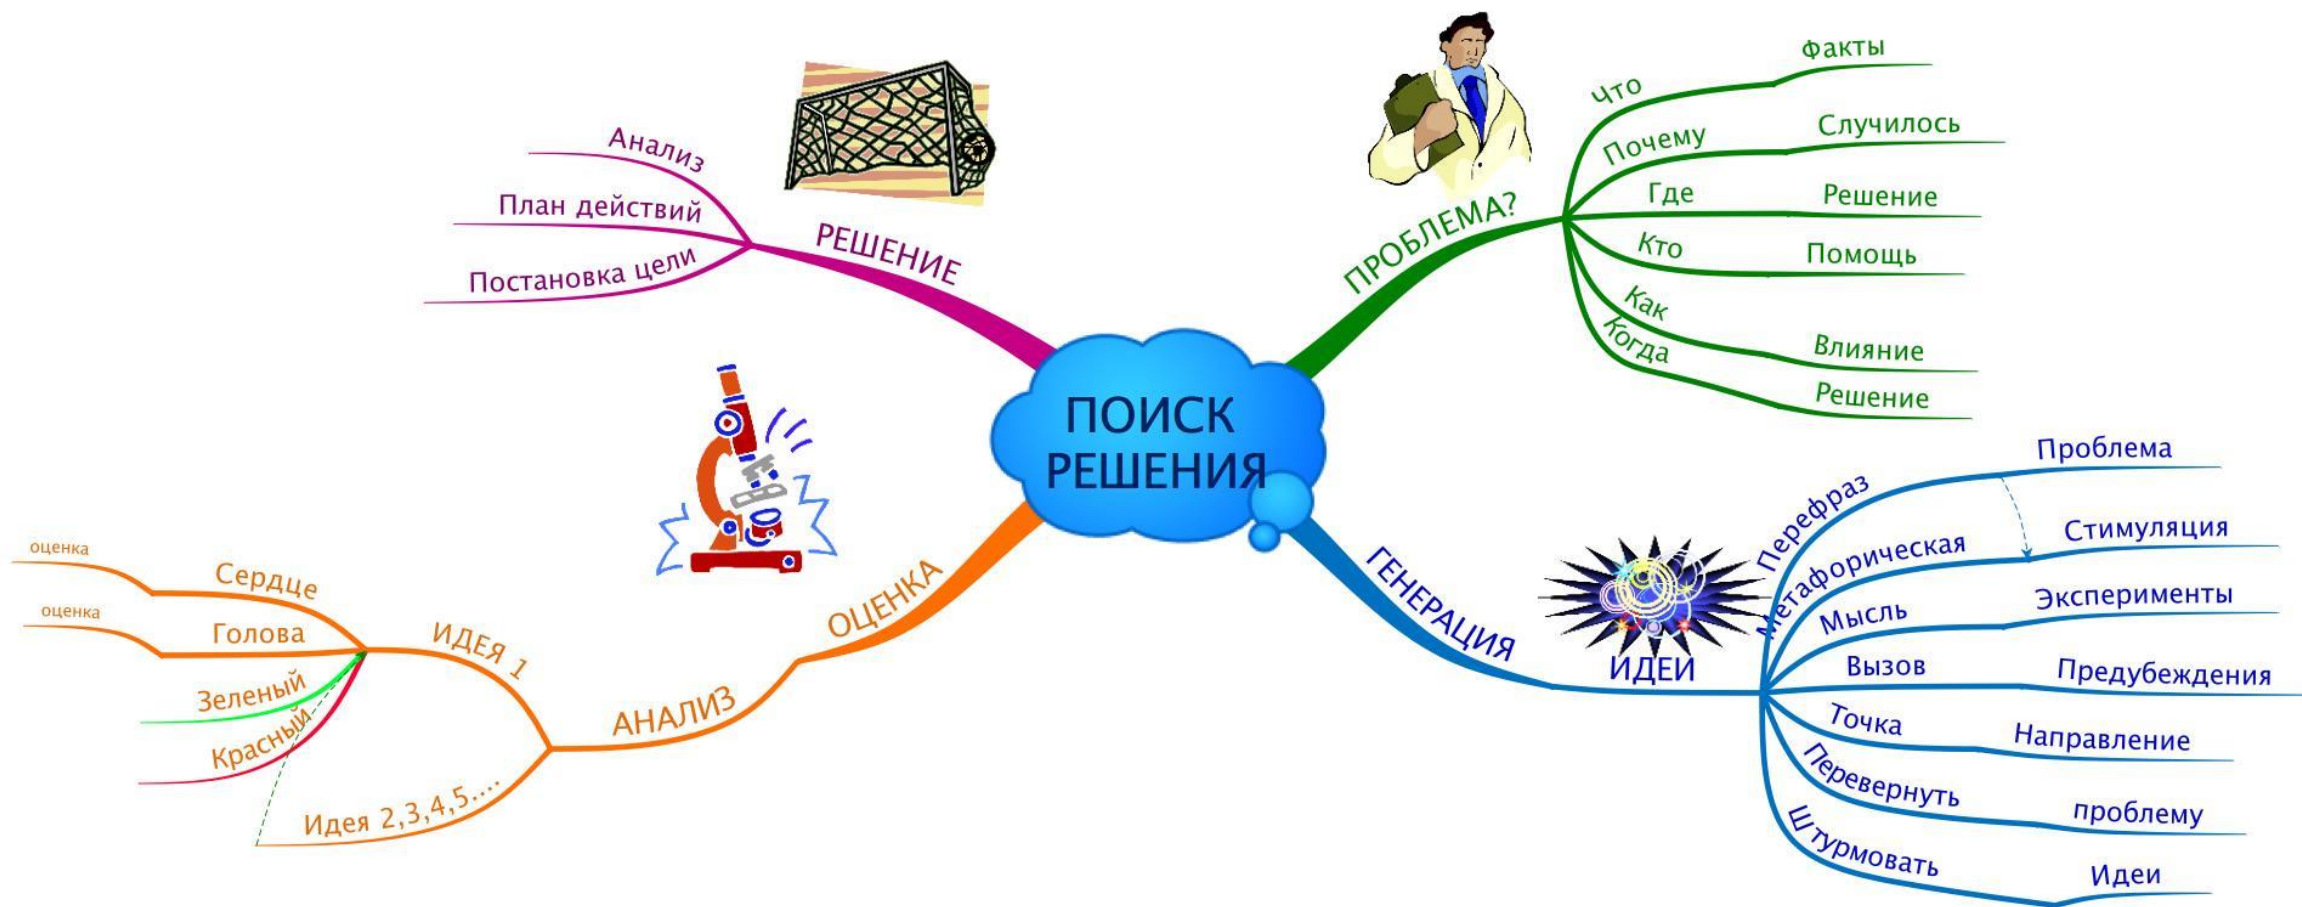 ПОИСК
РЕШЕНИЯ
ПРОБЛЕМА?
Что
Факты
Почему
Случилось
Где
Решение
Кто
Помощь
Как
Влияние
Когда
Решение
ГЕНЕРАЦИЯ
ИДЕИ
Перефраз
Проблема
Метафорическая
Стимуляция
Мысль
Эксперименты
Вызов
Предубеждения
Точка
Направление
Перевернуть
проблему
Штурмовать
Идеи
ОЦЕНКА
АНАЛИЗ
ИДЕЯ 1
Сердце
оценка
Голова
оценка
Зеленый
Красный
Идея 2,3,4,5....
РЕШЕНИЕ
Анализ
План действий
Постановка цели